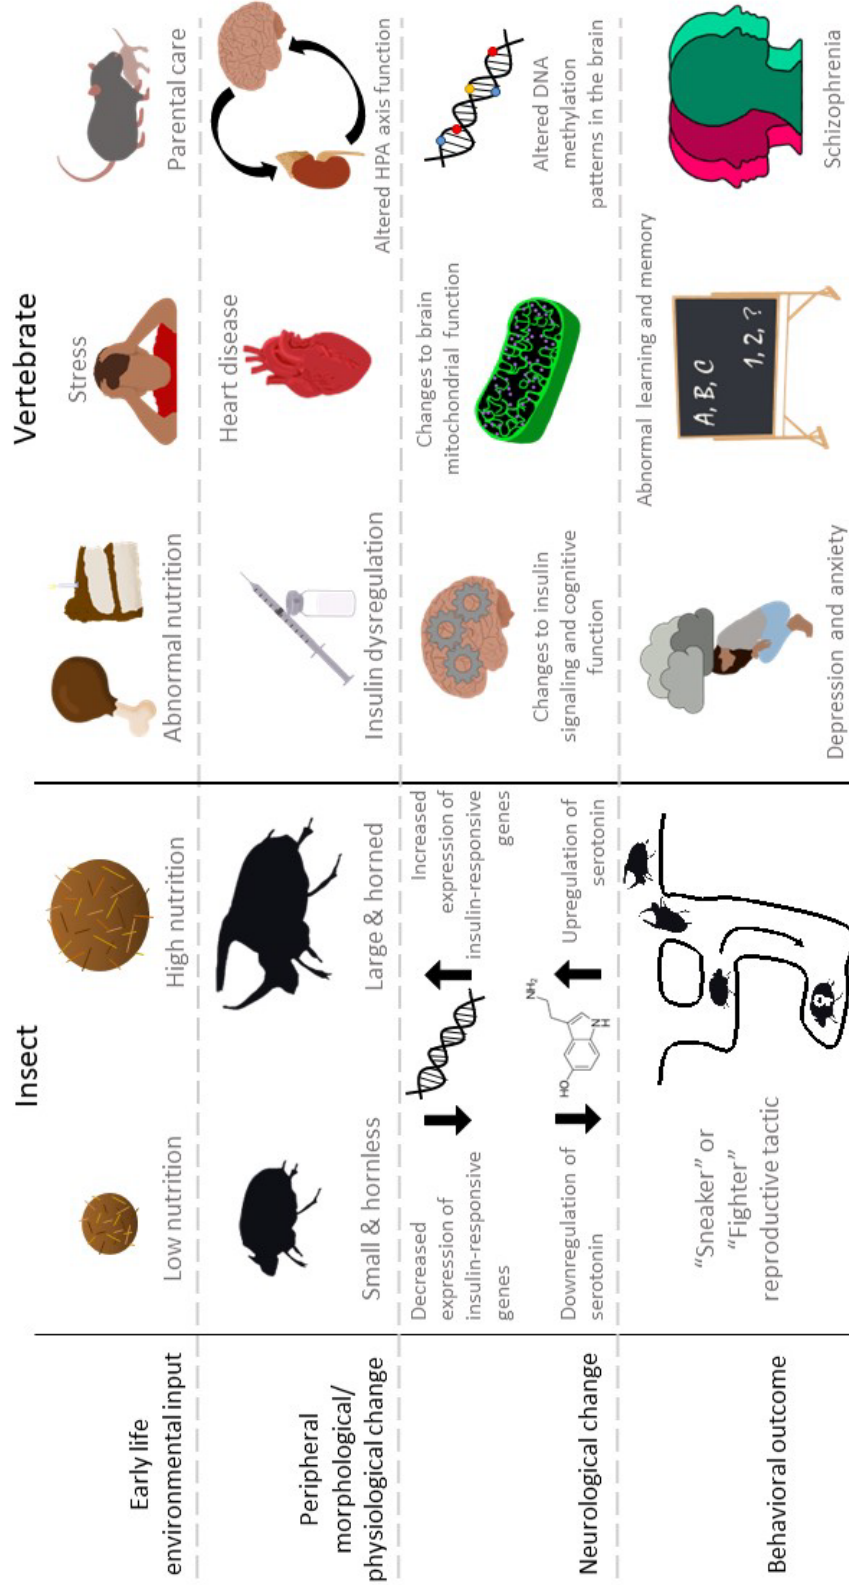 Insect
Vertebrate
Early life
environmental input
Low nutrition
High nutrition
Abnormal nutrition
Stress
Parental care
Peripheral
morphological/
physiological change
Small & hornless
Large & horned
Insulin dysregulation
Heart disease
Altered HPA axis function
Neurological change
Decreased
expression of
insulin-responsive
genes
Increased
expression of
insulin-responsive
genes
Downregulation of
serotonin
HO
NH
NH₂
Upregulation of
serotonin
Changes to insulin
signaling and cognitive
function
Changes to brain
mitochondrial function
Altered DNA
methylation
patterns in the brain
Behavioral outcome
“Sneaker” or
“Fighter”
reproductive tactic
Depression and anxiety
Abnormal learning and memory
A, B, C
1, 2, ?
Schizophrenia